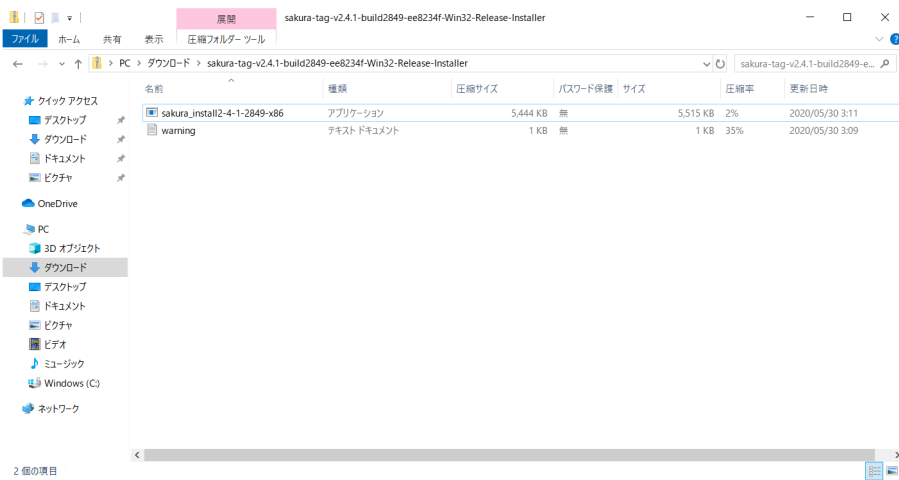 展開
sakura-tag-v2.4.1-build2849-ee8234f-Win32-Release-Installer
ファイル ホーム 共有 表示 圧縮フォルダー ツール
PC > ダウンロード > sakura-tag-v2.4.1-build2849-ee8234f-Win32-Release-Installer
sakura-tag-v2.4.1-build2849-e...
名前 種類 圧縮サイズ パスワード保護 サイズ 圧縮率 更新日時
sakura_install2-4-1-2849-x86 アプリケーション 5,444 KB 無 5,515 KB 2% 2020/05/30 3:11
warning テキスト ドキュメント 1 KB 無 1 KB 35% 2020/05/30 3:09
クイック アクセス
デスクトップ
ダウンロード
ドキュメント
ピクチャ
OneDrive
PC
3D オブジェクト
ダウンロード
デスクトップ
ドキュメント
ピクチャ
ビデオ
ミュージック
Windows (C:)
ネットワーク
2 個の項目